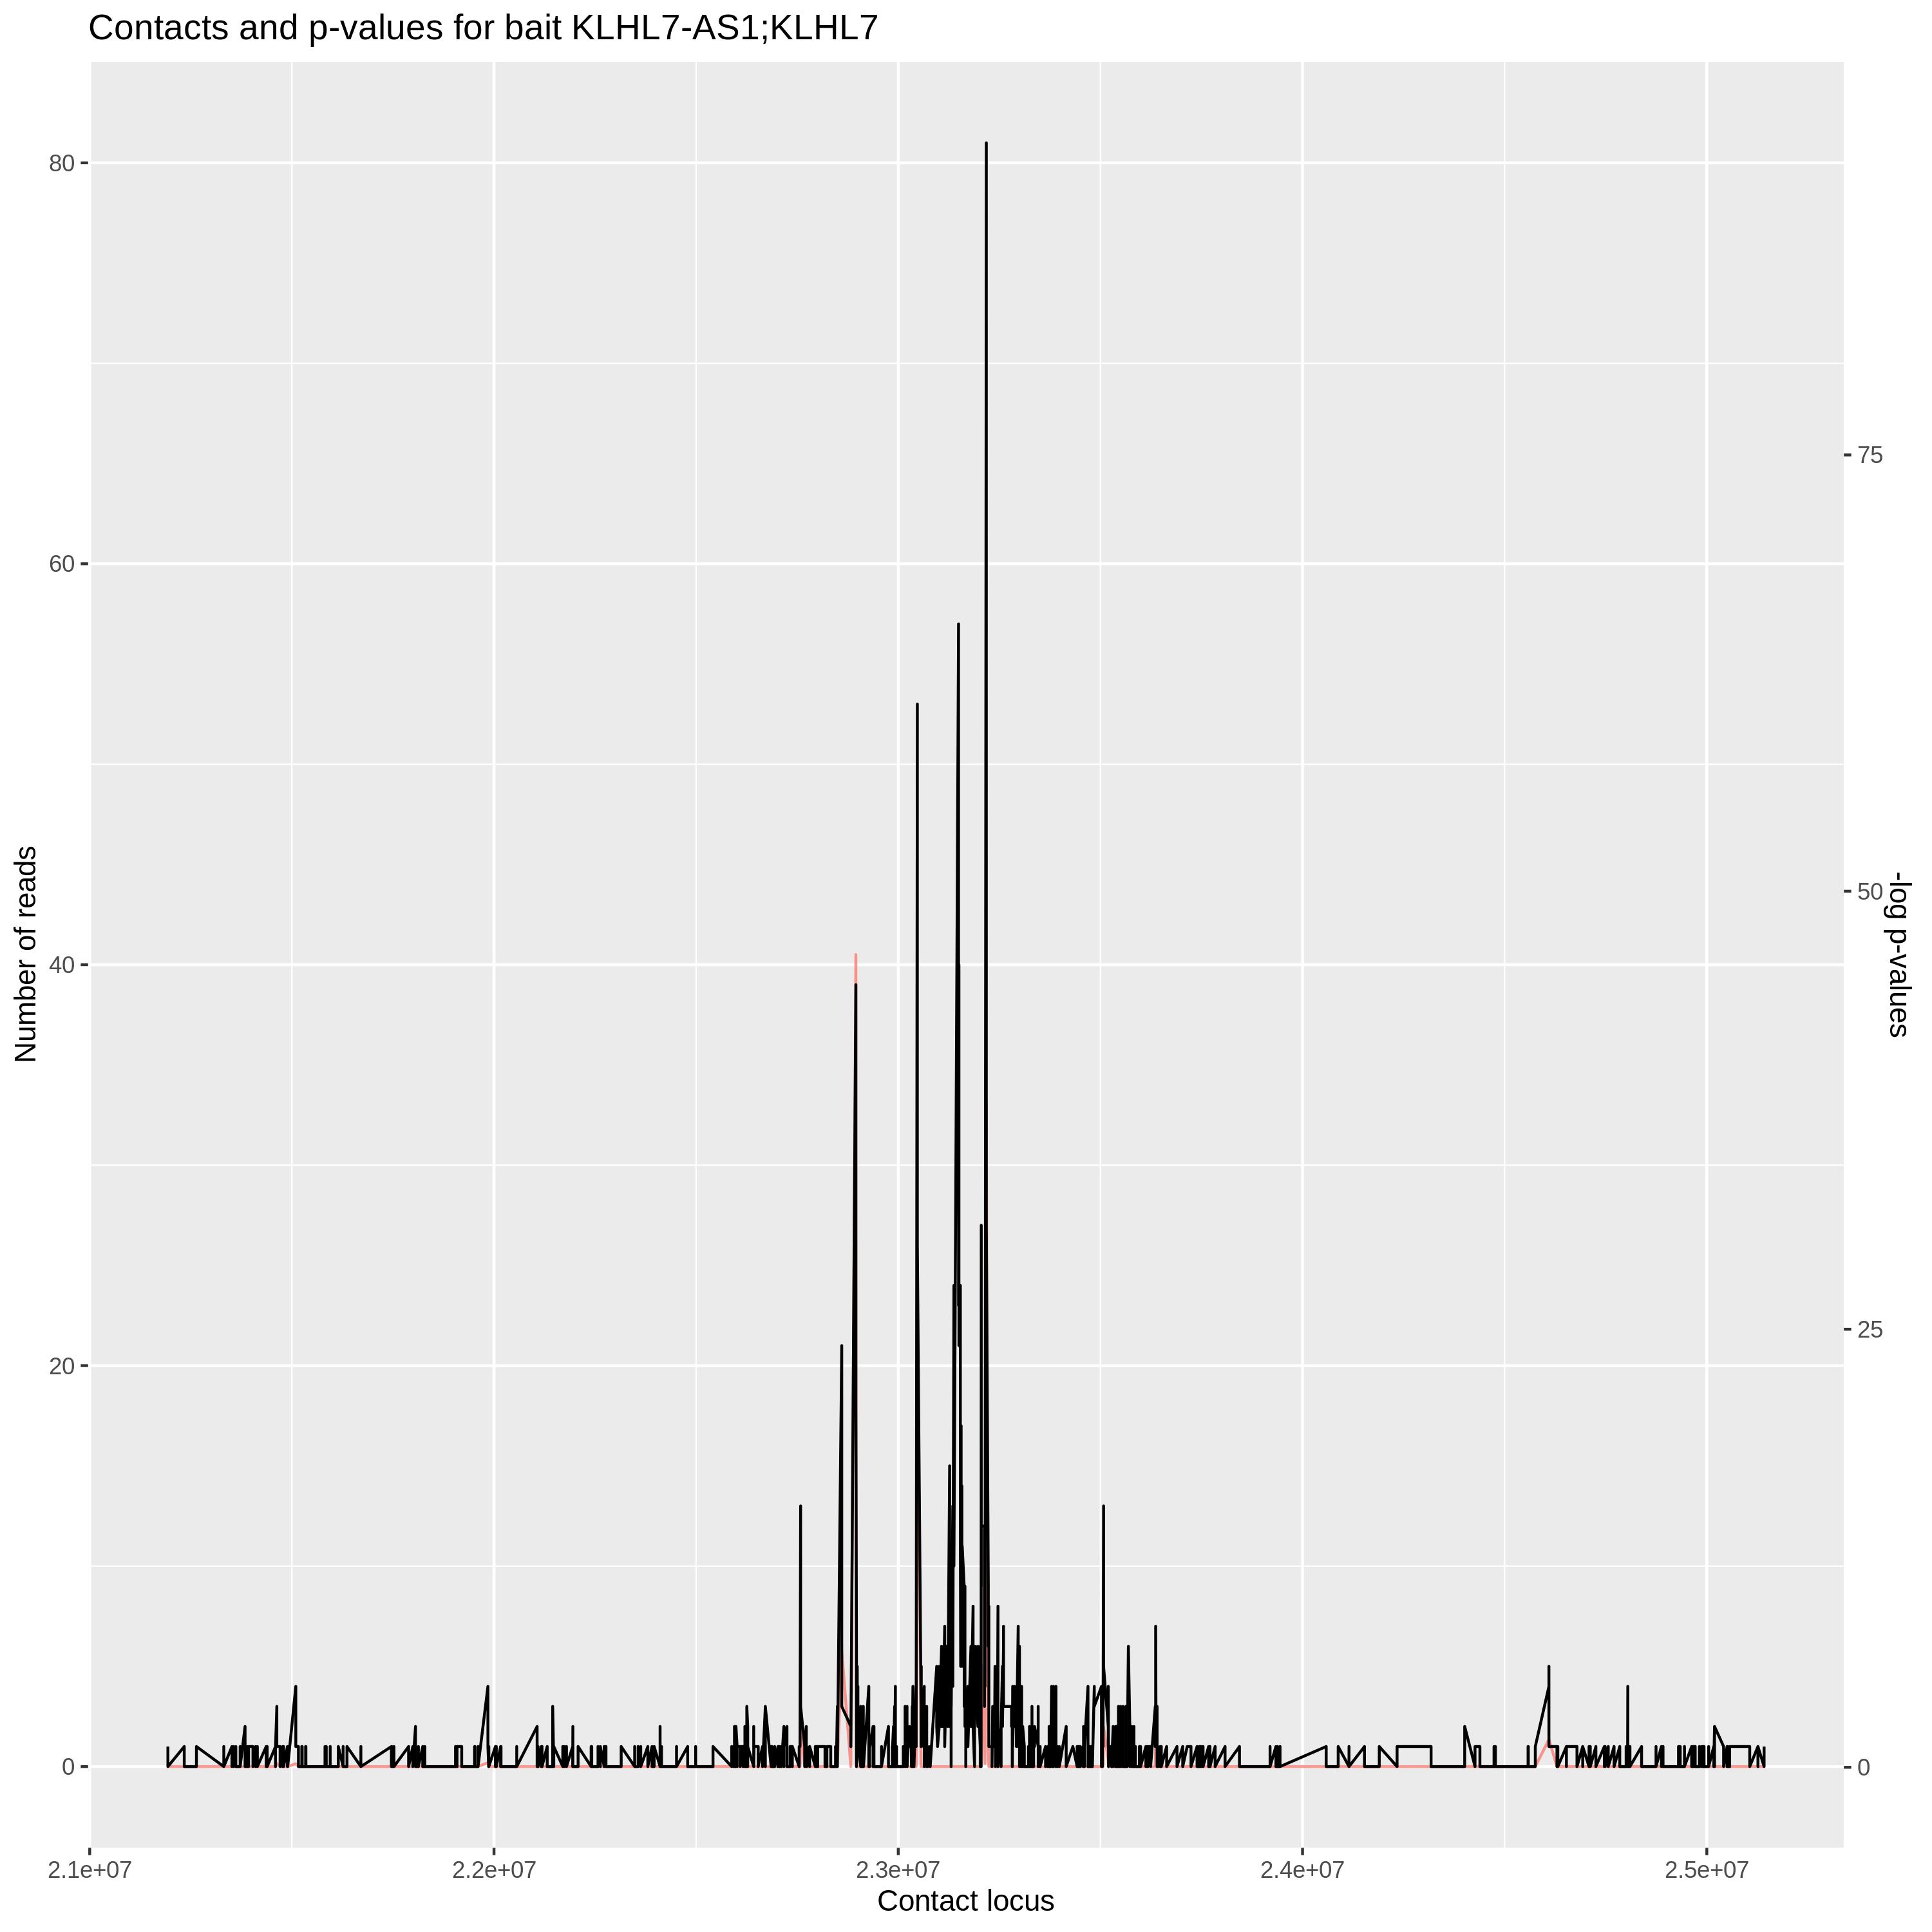 Contacts and p-values for bait KLHL7-AS1;KLHL7
80
60
40
20
0
Number of reads
75
50
25
0
-log p-values
2.1e+07
2.2e+07
2.3e+07
2.4e+07
2.5e+07
Contact locus